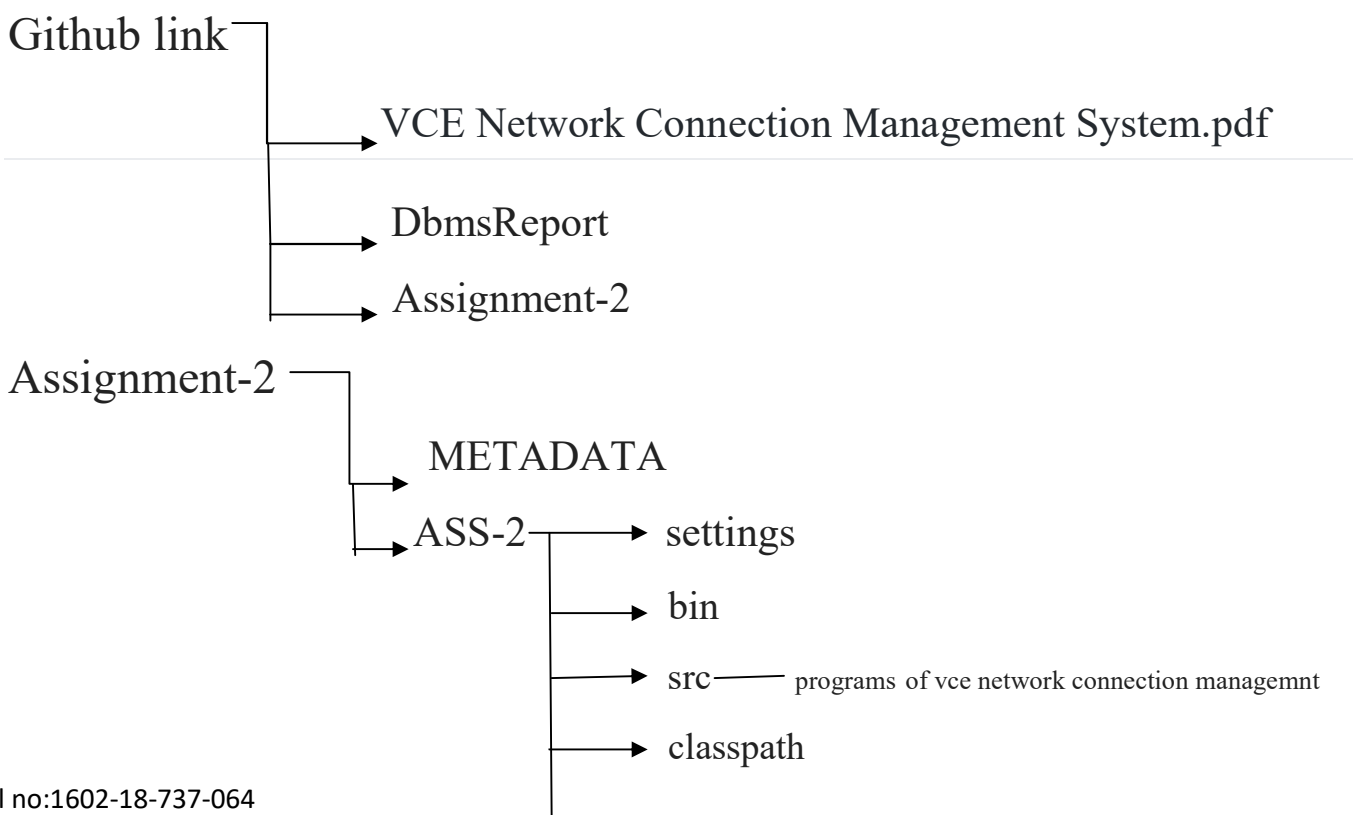 Github link
VCE Network Connection Management System.pdf
DbmsReport
Assignment-2
Assignment-2
METADATA
ASS-2 settings
bin
src programs of vce network connection managemnt
classpath
l no:1602-18-737-064